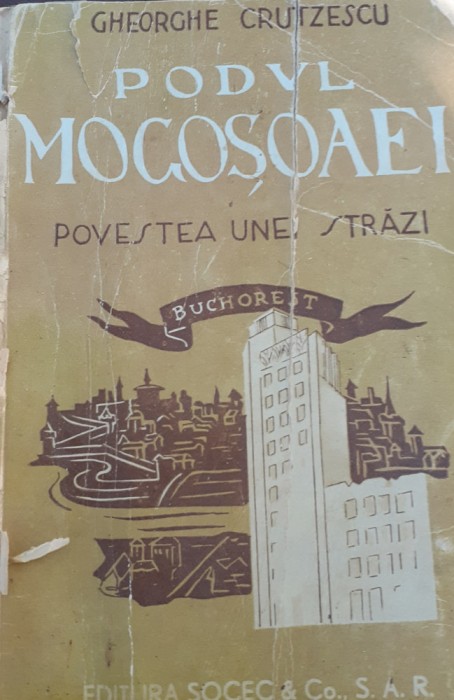 GHEORGHE CRUTZESCU
PODVL
MOGOȘOAEI
POVESTEA UNEI STRĂZI
BUCHOREST
EDITURA SOCEC & Co., S. A. R.